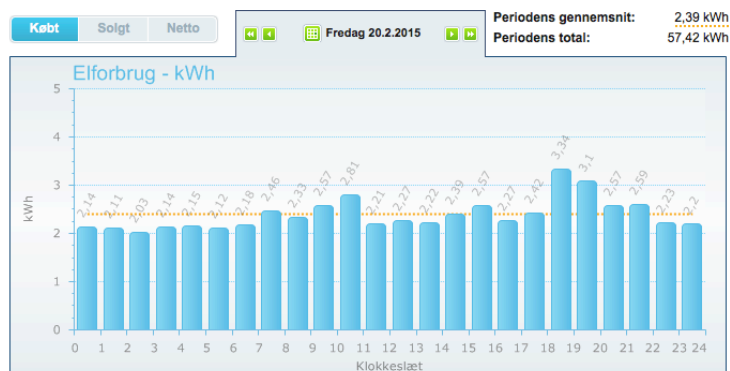 Købt Solgt Netto
Fredag 20.2.2015
Periodens gennemsnit: 2,39 kWh
Periodens total: 57,42 kWh
Elforbrug - kWh
5
4
3
2
1
0
kWh
2,14 2,11 2,03 2,14 2,15 2,12 2,18 2,46 2,33 2,57 2,81 2,21 2,27 2,22 2,39 2,57 2,27 2,42 3,34 3,1 2,57 2,59 2,23 2,2
0 1 2 3 4 5 6 7 8 9 10 11 12 13 14 15 16 17 18 19 20 21 22 23 24
Klokkeslæt